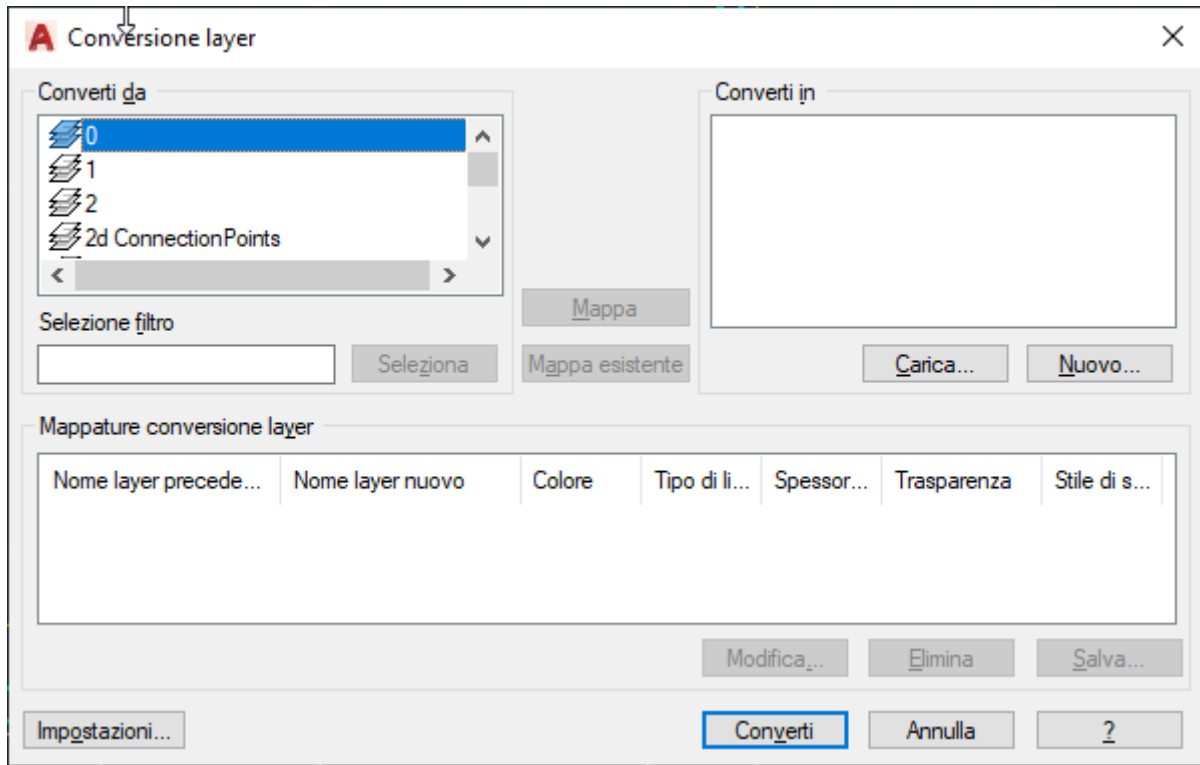 Conversione layer
Converti da
0
1
2
2d ConnectionPoints
Selezione filtro
Seleziona
Mappa
Mappa esistente
Converti in
Carica...
Nuovo...
Mappature conversione layer
Nome layer precede... Nome layer nuovo Colore Tipo di li... Spessor... Trasparenza Stile di s...
Modifica... Elimina Salva...
Impostazioni... Converti Annulla ?